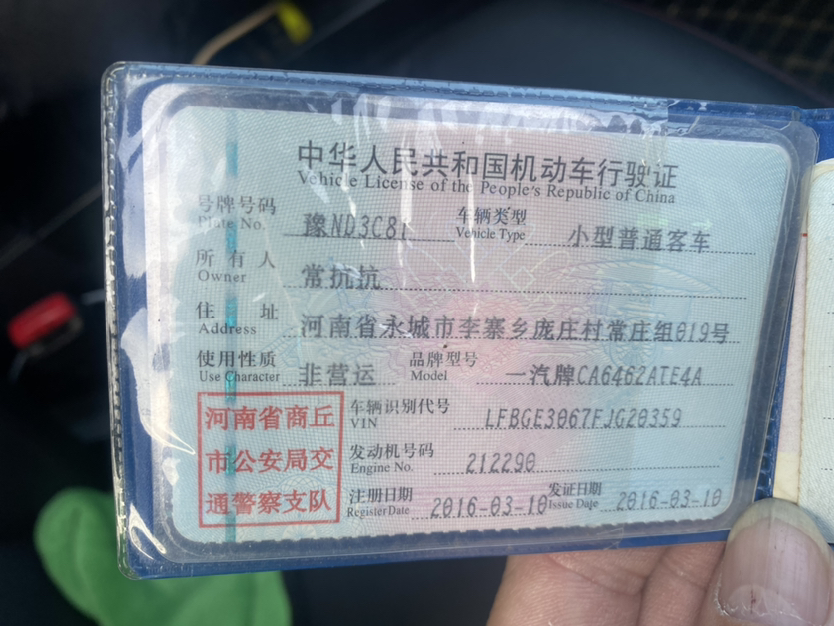 中华人民共和国机动车行驶证
Vehicle License of the People's Republic of China
号牌号码 豫ND3C81 车辆类型 小型普通客车
Plate No. Vehicle Type
所有人 常抗抗
Owner
住址 河南省永城市李寨乡庞庄村常庄组019号
Address
使用性质 非营运 品牌型号 一汽牌CA6462ATE4A
Use Character Model
河南省商丘 车辆识别代号 LFBGE3067FJG20359
VIN
市公安局交 发动机号码 212290
Engine No.
通警察支队 注册日期 2016-03-10 发证日期 2016-03-10
Register Date Issue Date